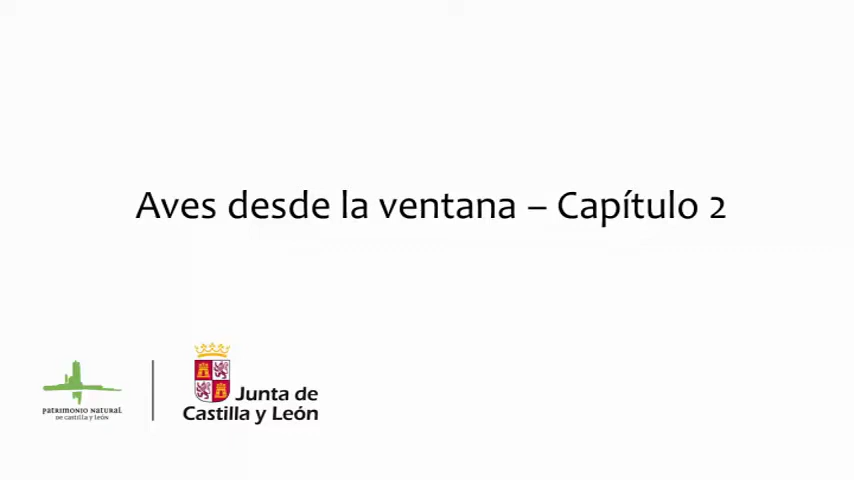 Aves desde la ventana – Capítulo 2
Junta de
Castilla y León
PATRIMONIO NATURAL
de castilla y león